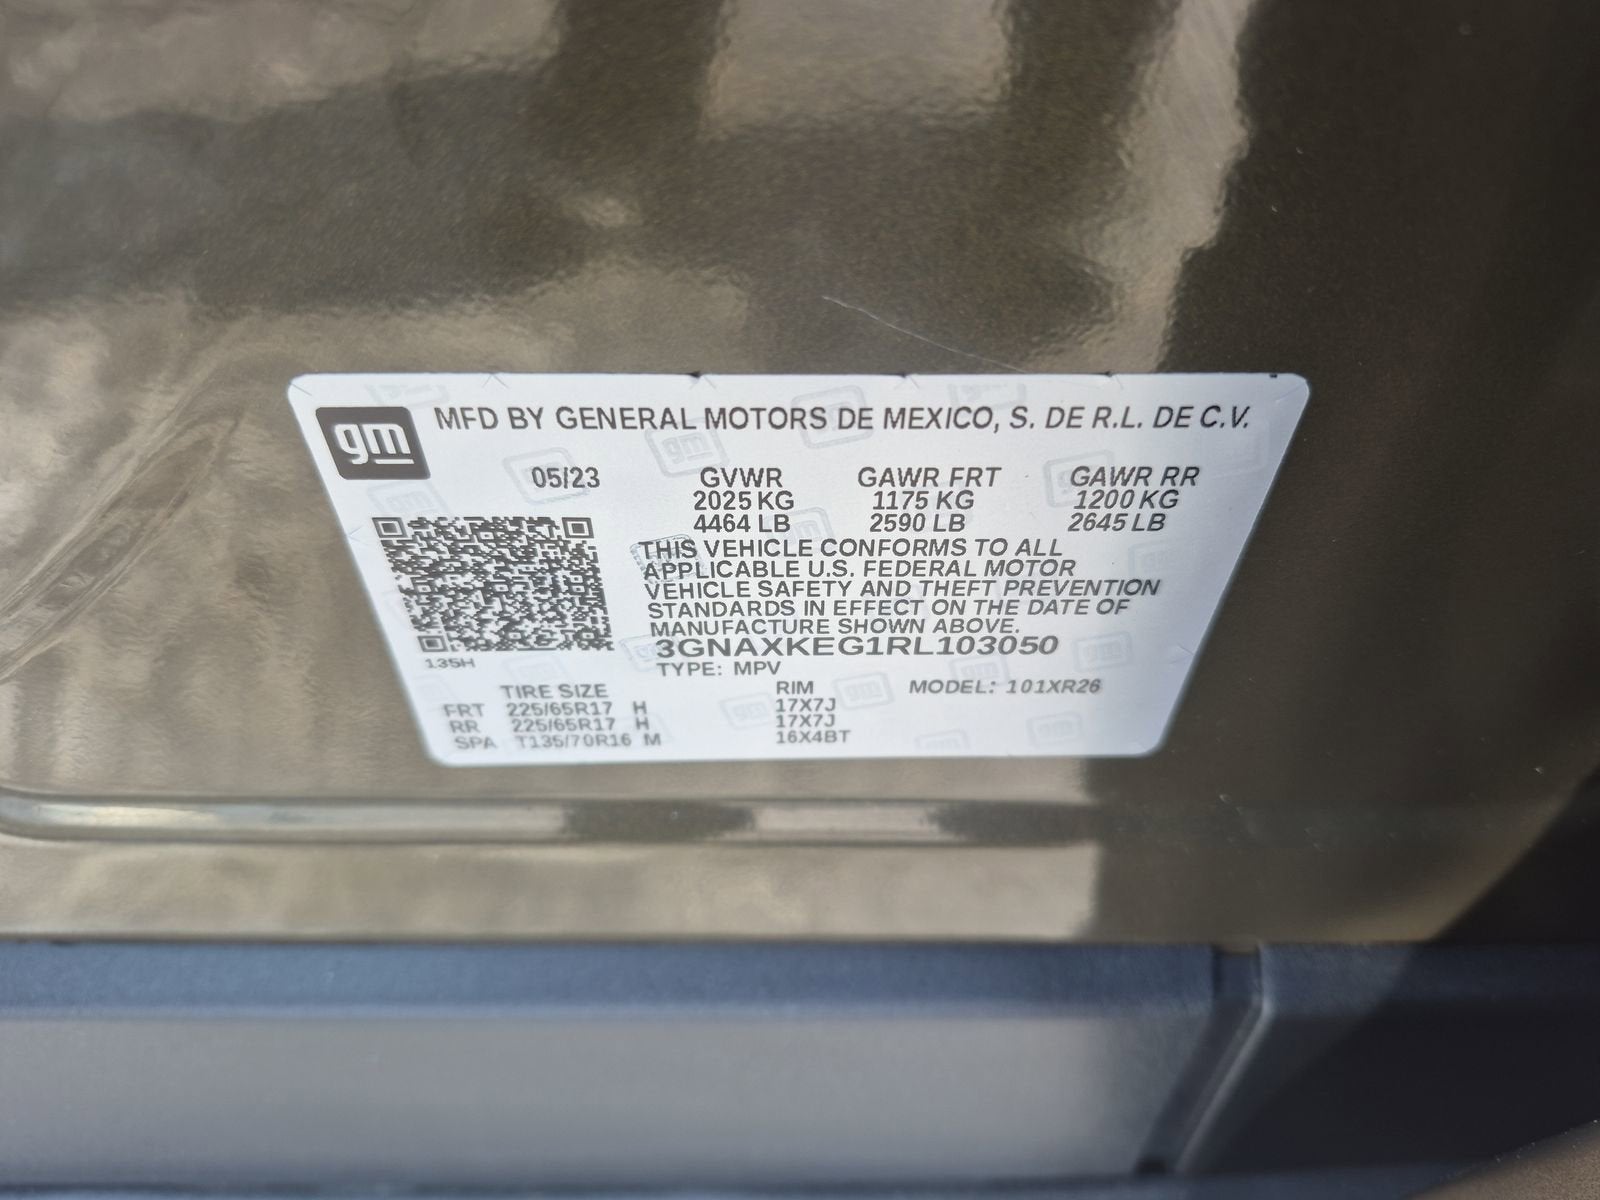 gm MFD BY GENERAL MOTORS DE MEXICO, S. DE R.L. DE C.V.
05/23 GVWR GAWR FRT GAWR RR
2025 KG 1175 KG 1200 KG
4464 LB 2590 LB 2645 LB
THIS VEHICLE CONFORMS TO ALL
APPLICABLE U.S. FEDERAL MOTOR
VEHICLE SAFETY AND THEFT PREVENTION
STANDARDS IN EFFECT ON THE DATE OF
MANUFACTURE SHOWN ABOVE.
3GNAXKEG1RL103050
135H
TYPE: MPV
TIRE SIZE RIM MODEL: 101XR26
FRT 225/65R17 H 17X7J
RR 225/65R17 H 17X7J
SPA T135/70R16 M 16X4BT